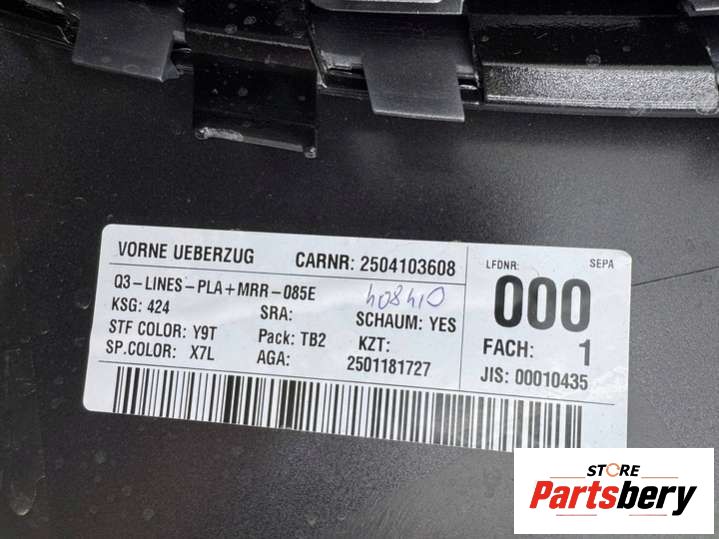 VORNE UEBERZUG CARNR: 2504103608
Q3-LINES-PLA+MRR-085E 408410
KSG: 424 SRA: SCHAUM: YES
STF COLOR: Y9T Pack: TB2 KZT:
SP.COLOR: X7L AGA: 2501181727
LFDNR: SEPA
000
FACH: 1
JIS: 00010435
STORE
Partsbery